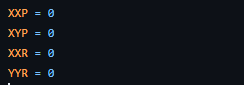 XXP = 0
XYP = 0
XXR = 0
YYR = 0